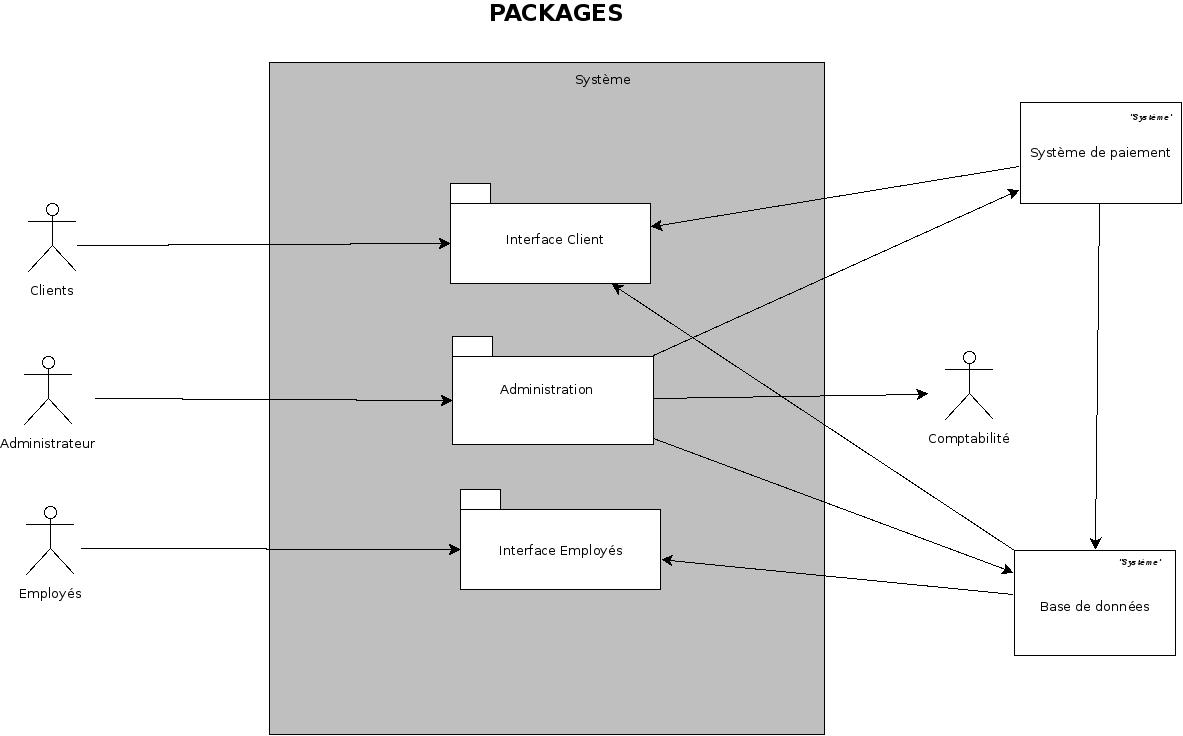 PACKAGES
Système
"Système"
Système de paiement
Interface Client
Clients
Administration
Administrateur
Comptabilité
Interface Employés
Employés
"Système"
Base de données